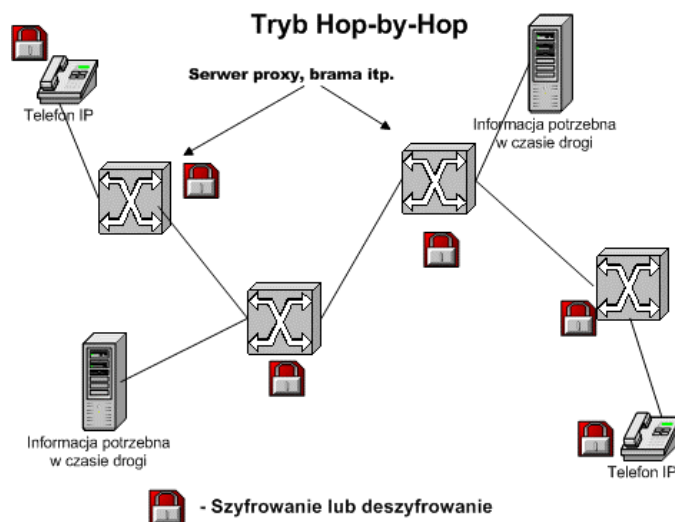 Tryb Hop-by-Hop
Serwer proxy, brama itp.
Telefon IP
Informacja potrzebna
w czasie drogi
Informacja potrzebna
w czasie drogi
Telefon IP
- Szyfrowanie lub deszyfrowanie